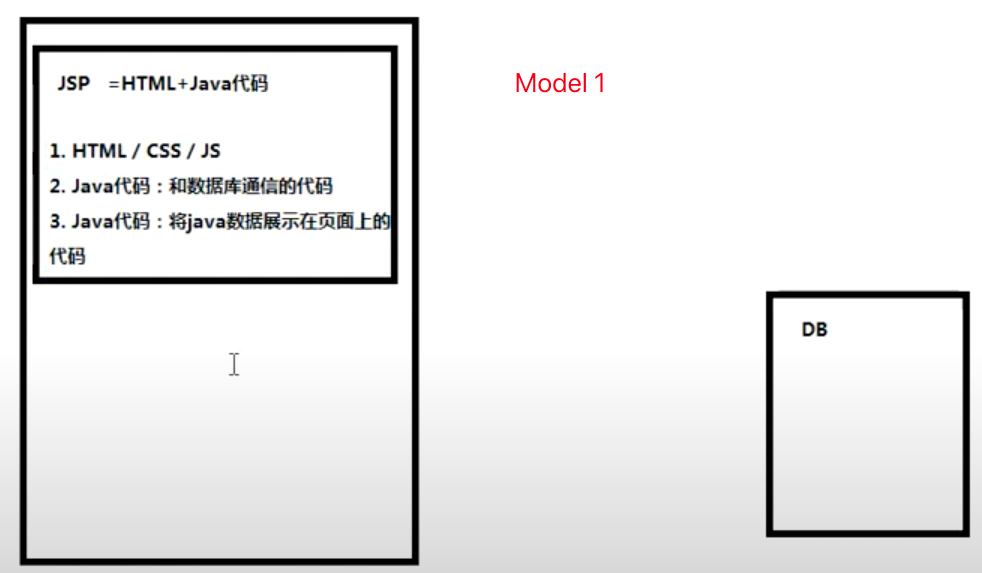 JSP =HTML+Java代码
Model 1
1. HTML / CSS / JS
2. Java代码：和数据库通信的代码
3. Java代码：将java数据展示在页面上的
代码
DB